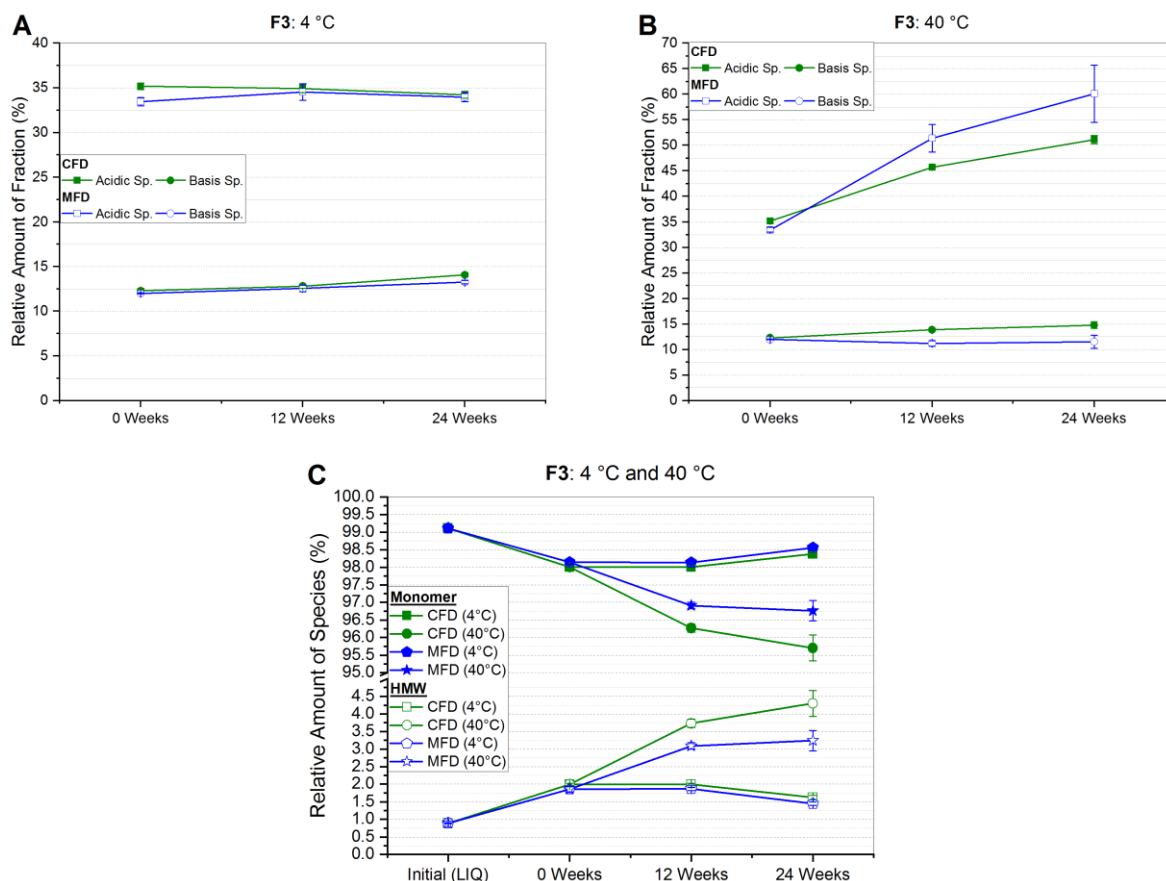 A
F3: 4 °C
Relative Amount of Fraction (%)
40
35
30
25
20
15
10
5
0
CFD
Acidic Sp. Basis Sp.
MFD
Acidic Sp. Basis Sp.
0 Weeks 12 Weeks 24 Weeks
B
F3: 40 °C
Relative Amount of Fraction (%)
70
65
60
55
50
45
40
35
30
25
20
15
10
5
0
CFD
Acidic Sp. Basis Sp.
MFD
Acidic Sp. Basis Sp.
0 Weeks 12 Weeks 24 Weeks
C
F3: 4 °C and 40 °C
Relative Amount of Species (%)
100.0
99.5
99.0
98.5
98.0
97.5
97.0
96.5
96.0
95.5
95.0
4.5
4.0
3.5
3.0
2.5
2.0
1.5
1.0
0.5
0.0
Monomer
CFD (4°C)
CFD (40°C)
MFD (4°C)
MFD (40°C)
HMW
CFD (4°C)
CFD (40°C)
MFD (4°C)
MFD (40°C)
Initial (LIQ) 0 Weeks 12 Weeks 24 Weeks